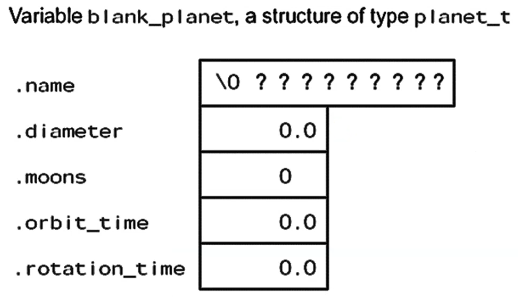 Variable blank_planet, a structure of type planet_t
.name \0 ? ? ? ? ? ? ? ? ?
.diameter 0.0
.moons 0
.orbit_time 0.0
.rotation_time 0.0